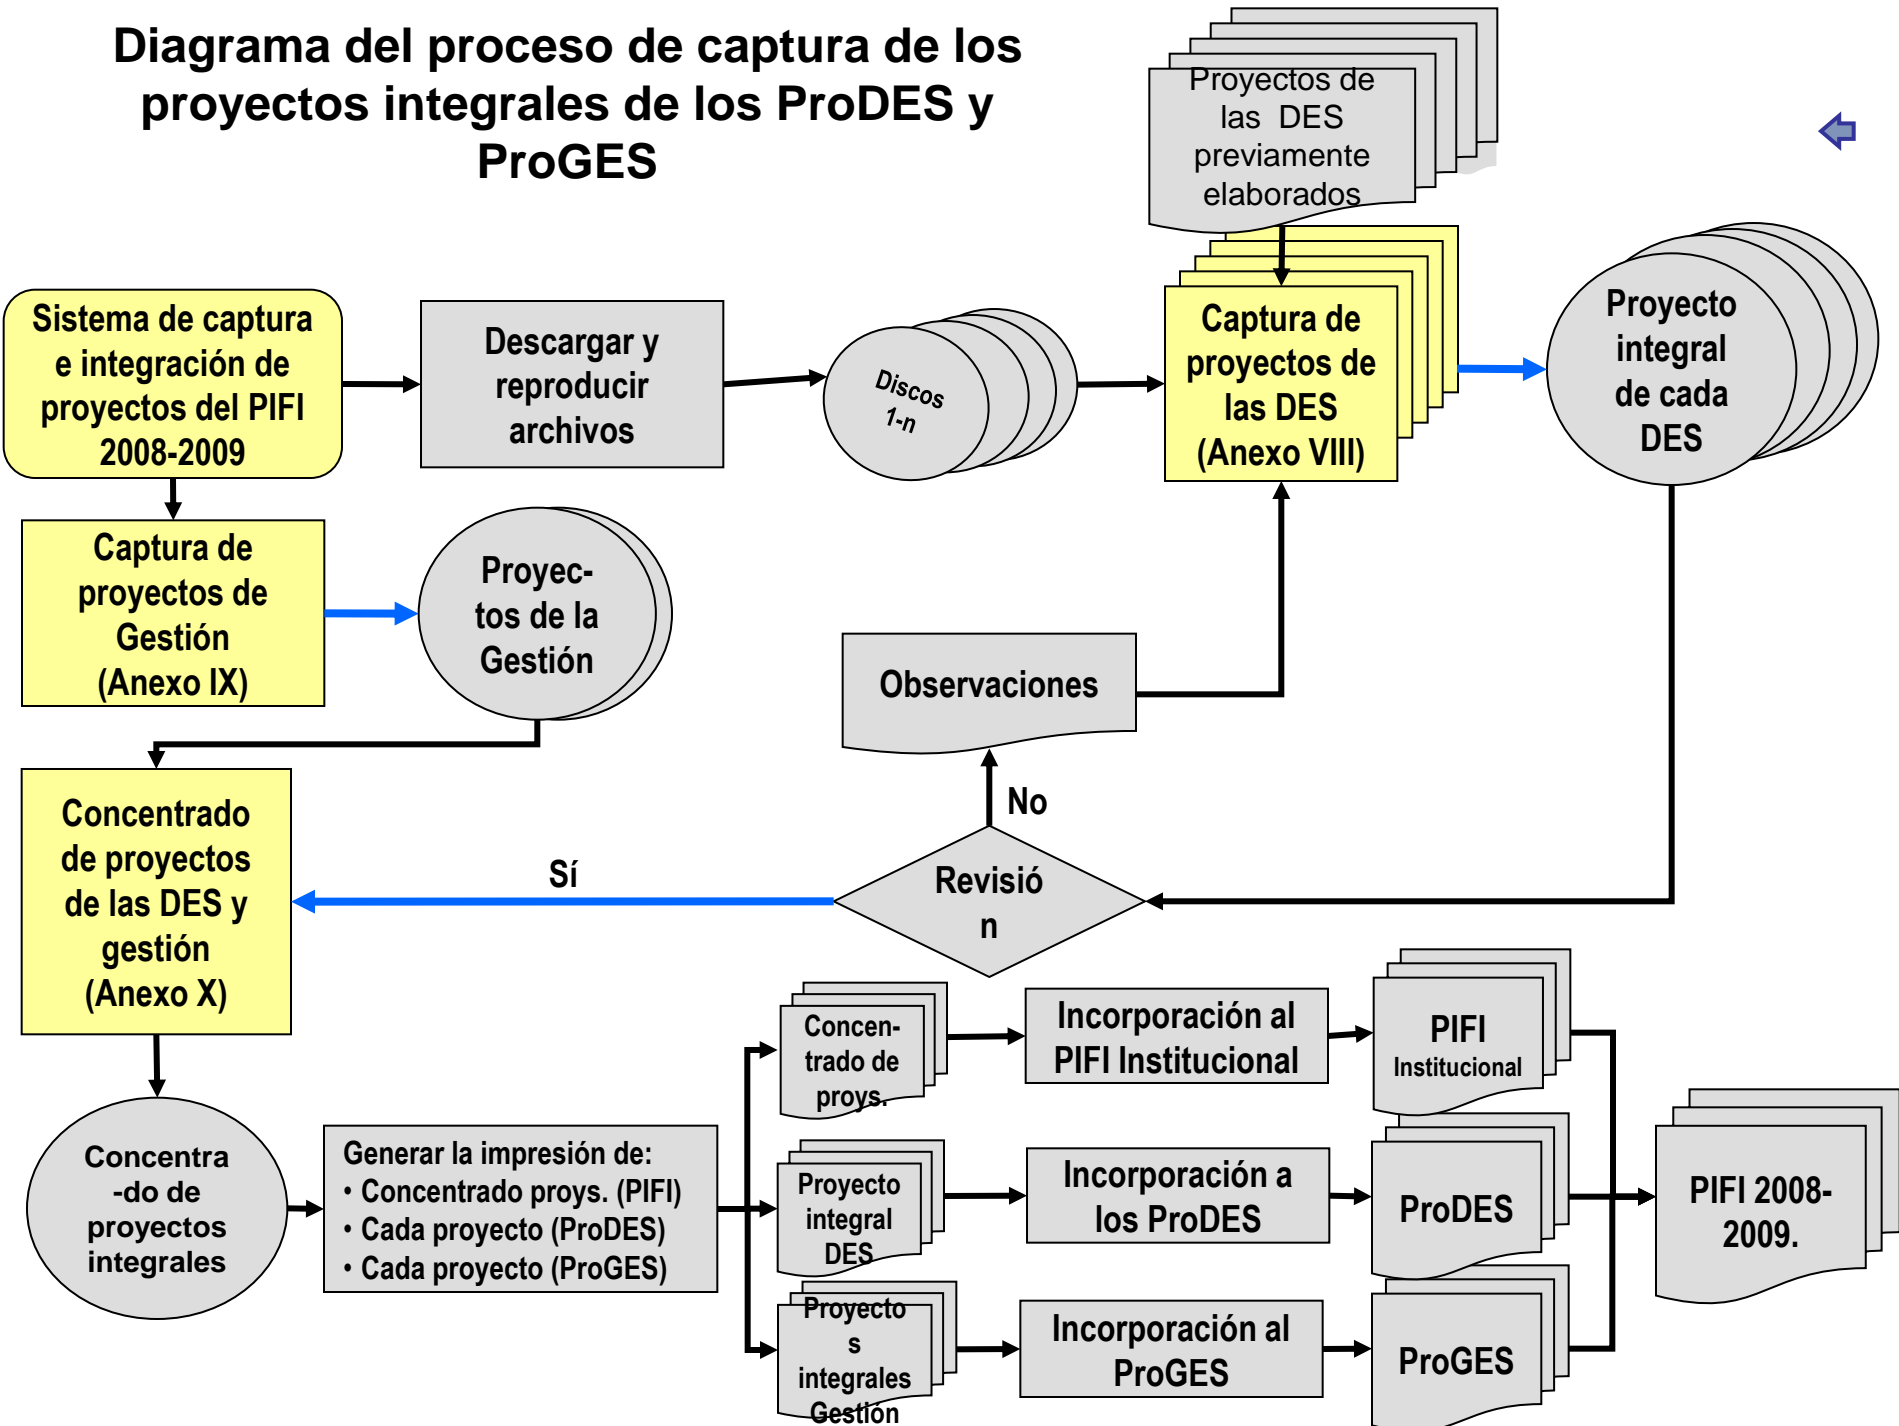 Diagrama del proceso de captura de los
proyectos integrales de los ProDES y
ProGES
Proyectos de
las DES
previamente
elaborados
Sistema de captura
e integración de
proyectos del PIFI
2008-2009
Descargar y
reproducir
archivos
Discos
1-n
Captura de
proyectos de
las DES
(Anexo VIII)
Proyecto
integral
de cada
DES
Captura de
proyectos de
Gestión
(Anexo IX)
Proyec-
tos de la
Gestión
Observaciones
No
Concentrado
de proyectos
de las DES y
gestión
(Anexo X)
Sí
Revisió
n
Concen-
trado de
proys.
Incorporación al
PIFI Institucional
PIFI
Institucional
Concentra
-do de
proyectos
integrales
Generar la impresión de:
• Concentrado proys. (PIFI)
• Cada proyecto (ProDES)
• Cada proyecto (ProGES)
Proyecto
integral
DES
Incorporación a
los ProDES
ProDES
PIFI 2008-
2009.
Proyecto
s
integrales
Gestión
Incorporación al
ProGES
ProGES